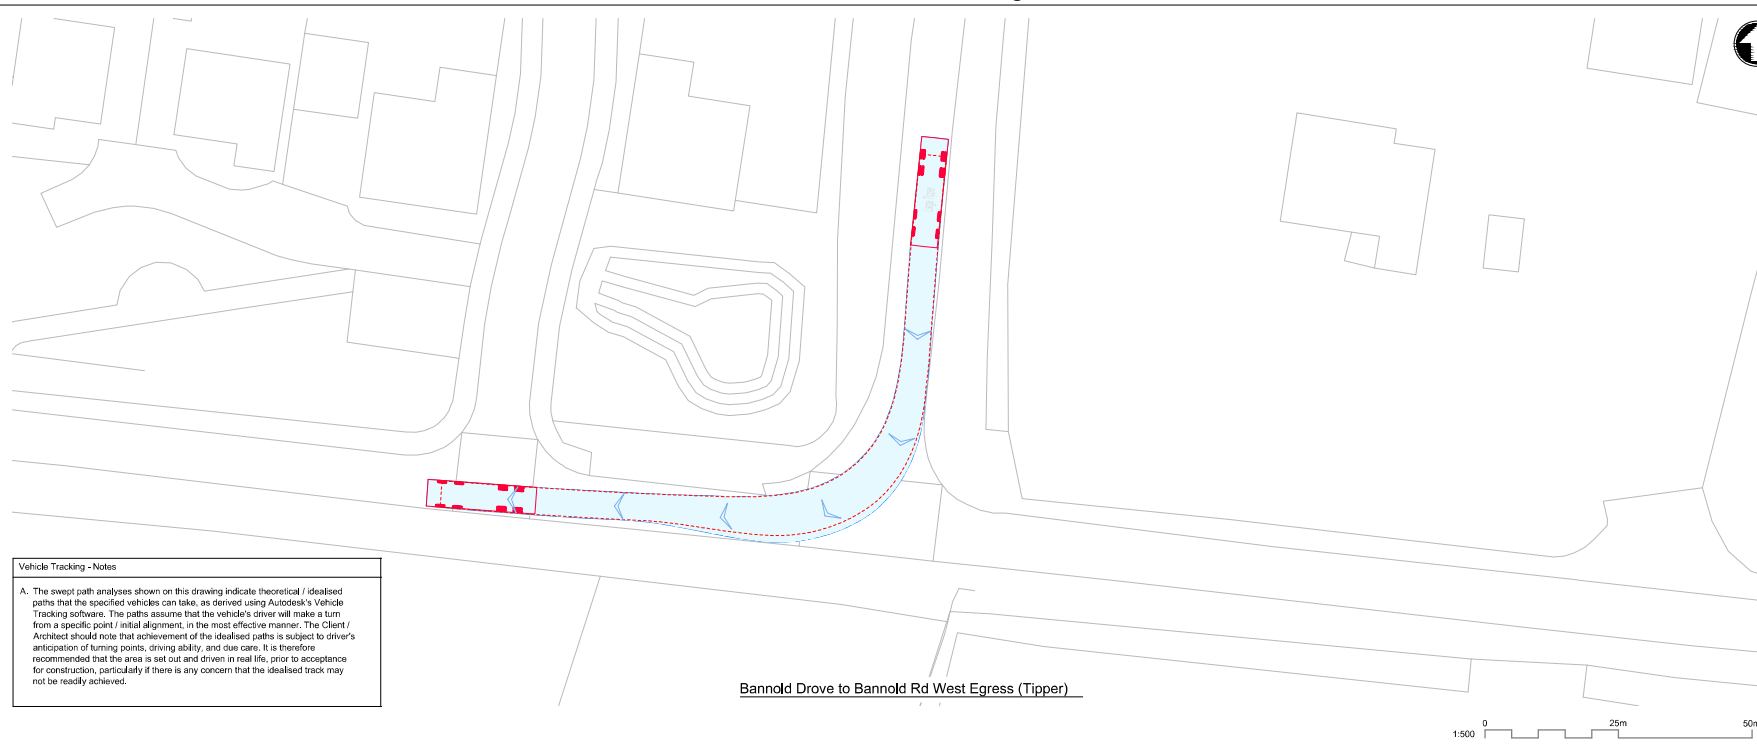 Vehicle Tracking - Notes
A. The swept path analyses shown on this drawing indicate theoretical / idealised
paths that the specified vehicles can take, as derived using Autodesk's Vehicle
Tracking software. The paths assume that the vehicle's driver will make a turn
from a specific point / initial alignment, in the most effective manner. The Client /
Architect should note that achievement of the idealised paths is subject to driver's
anticipation of turning points, driving ability, and due care. It is therefore
recommended that the area is set out and driven in real life, prior to acceptance
for construction, particularly if there is any concern that the idealised track may
not be readily achieved.
Bannold Drove to Bannold Rd West Egress (Tipper)
1:500
0 25m 50m